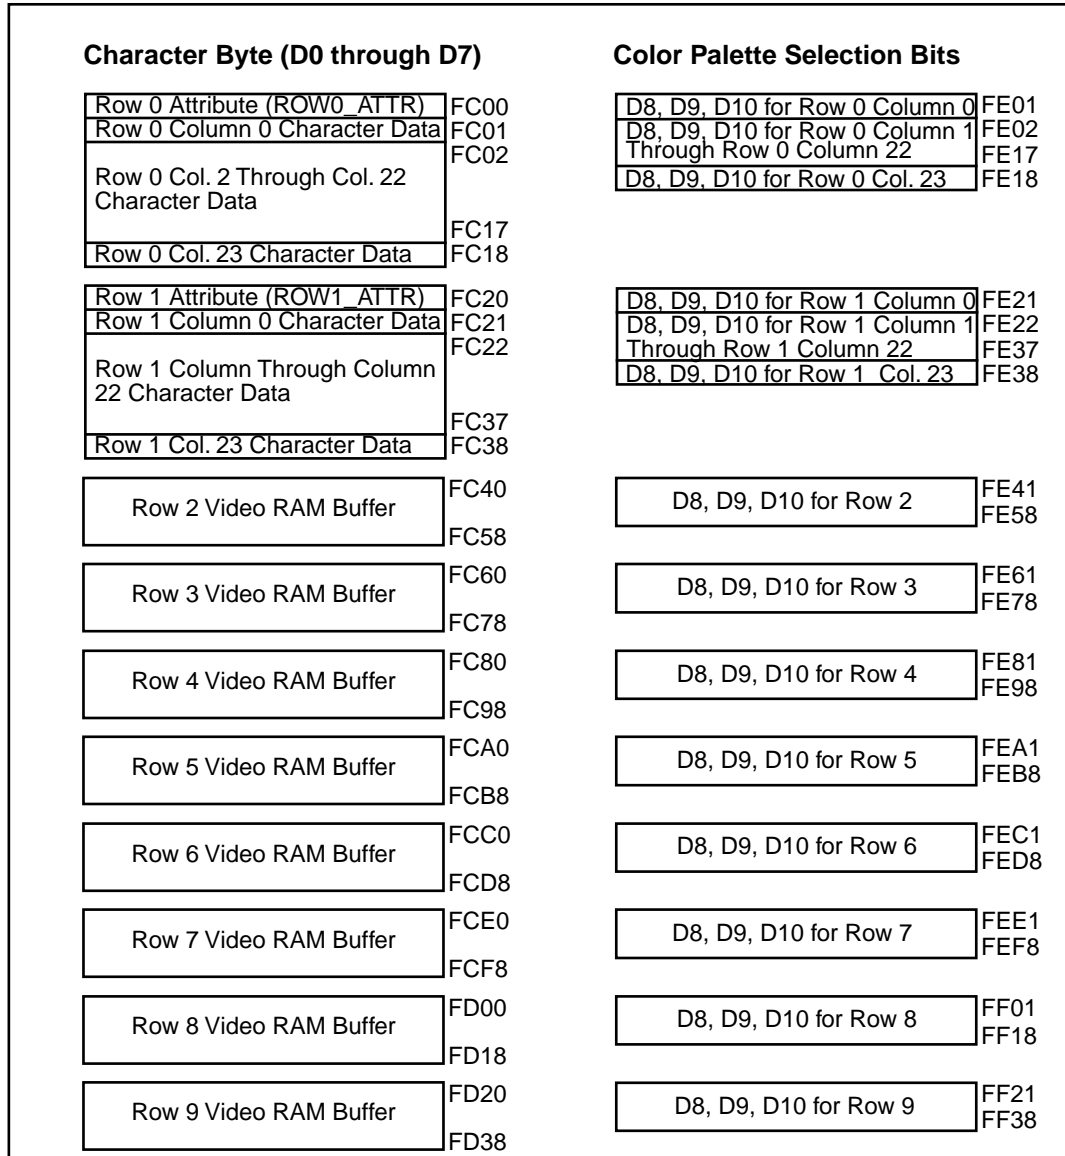 Character Byte (D0 through D7)
Color Palette Selection Bits
Row 0 Attribute (ROW0_ATTR) FC00
Row 0 Column 0 Character Data FC01
FC02
Row 0 Col. 2 Through Col. 22
Character Data
FC17
Row 0 Col. 23 Character Data FC18
D8, D9, D10 for Row 0 Column 0 FE01
D8, D9, D10 for Row 0 Column 1 FE02
Through Row 0 Column 22 FE17
D8, D9, D10 for Row 0 Col. 23 FE18
Row 1 Attribute (ROW1_ATTR) FC20
Row 1 Column 0 Character Data FC21
FC22
Row 1 Column Through Column
22 Character Data
FC37
Row 1 Col. 23 Character Data FC38
D8, D9, D10 for Row 1 Column 0 FE21
D8, D9, D10 for Row 1 Column 1 FE22
Through Row 1 Column 22 FE37
D8, D9, D10 for Row 1 Col. 23 FE38
FC40
Row 2 Video RAM Buffer
FC58
D8, D9, D10 for Row 2
FE41
FE58
FC60
Row 3 Video RAM Buffer
FC78
D8, D9, D10 for Row 3
FE61
FE78
FC80
Row 4 Video RAM Buffer
FC98
D8, D9, D10 for Row 4
FE81
FE98
FCA0
Row 5 Video RAM Buffer
FCB8
D8, D9, D10 for Row 5
FEA1
FEB8
FCC0
Row 6 Video RAM Buffer
FCD8
D8, D9, D10 for Row 6
FEC1
FED8
FCE0
Row 7 Video RAM Buffer
FCF8
D8, D9, D10 for Row 7
FEE1
FEF8
FD00
Row 8 Video RAM Buffer
FD18
D8, D9, D10 for Row 8
FF01
FF18
FD20
Row 9 Video RAM Buffer
FD38
D8, D9, D10 for Row 9
FF21
FF38